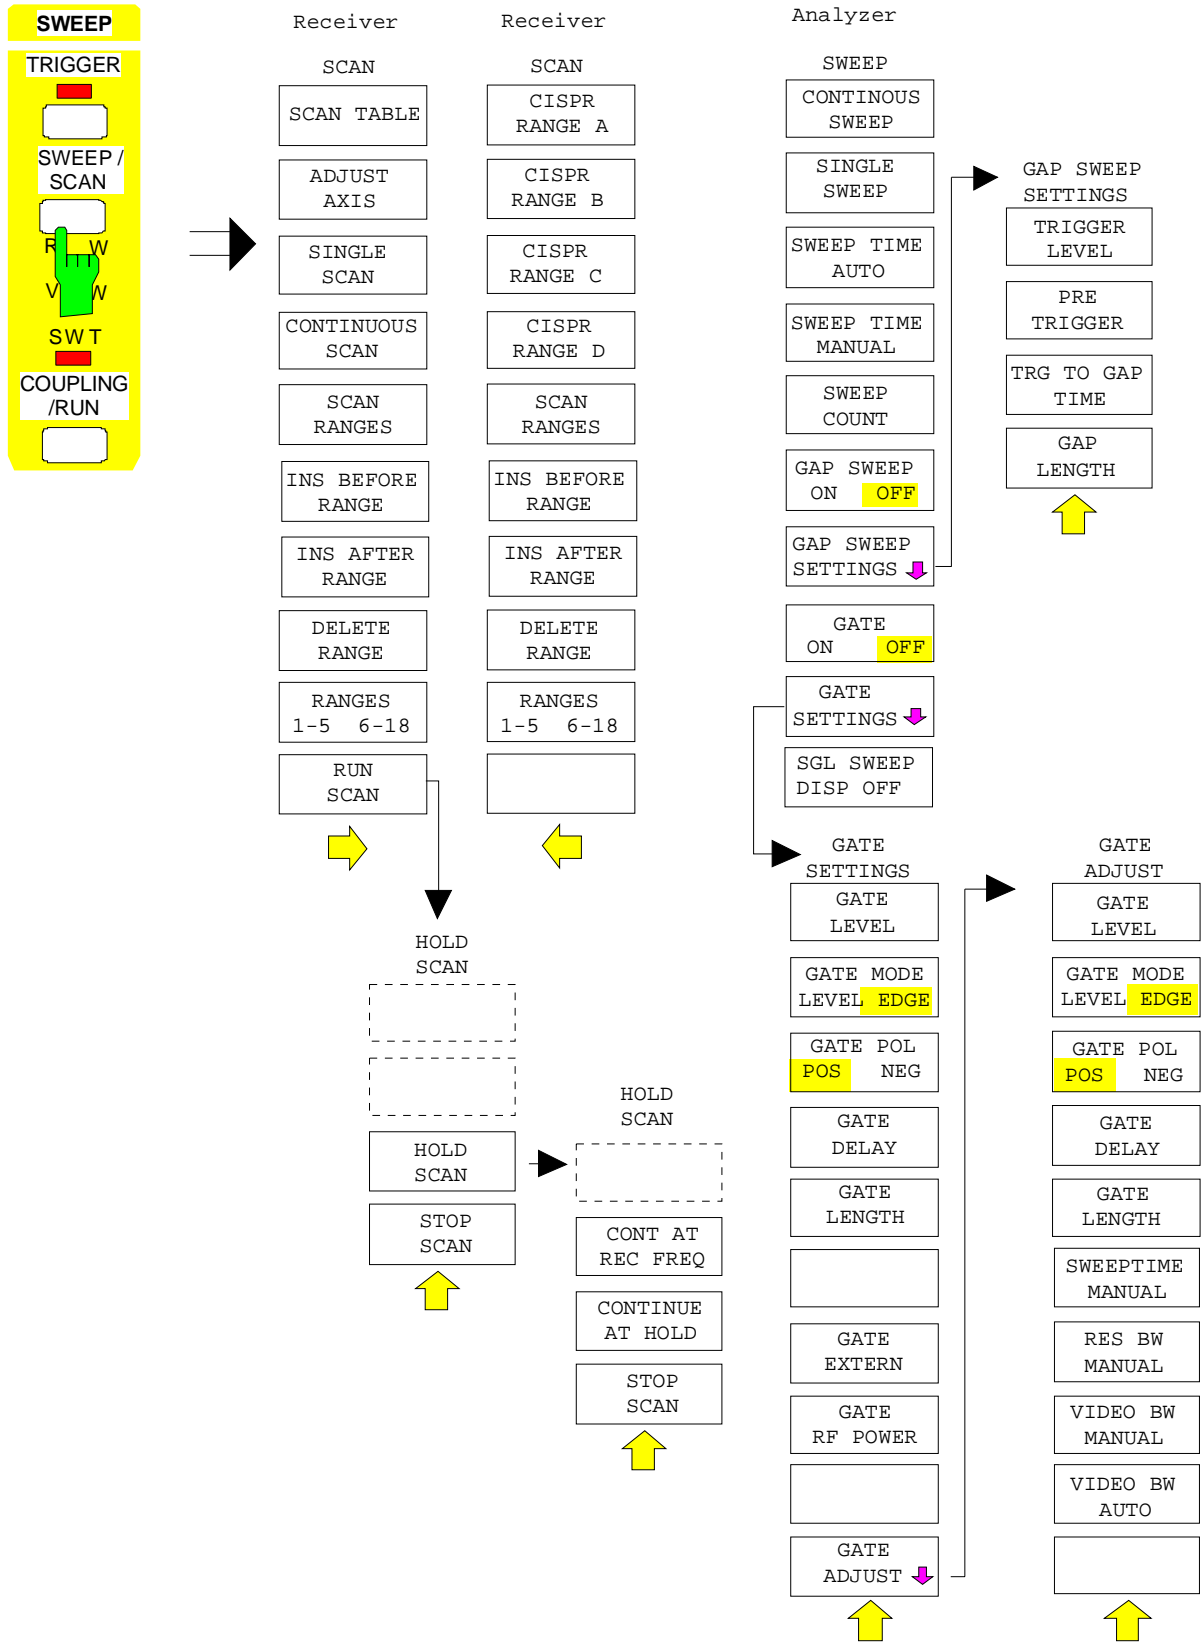 SWEEP
TRIGGER
SWEEP /
SCAN
R W
V W
SWT
COUPLING
/RUN
Receiver
SCAN
SCAN TABLE
ADJUST
AXIS
SINGLE
SCAN
CONTINUOUS
SCAN
SCAN
RANGES
INS BEFORE
RANGE
INS AFTER
RANGE
DELETE
RANGE
RANGES
1-5 6-18
RUN
SCAN
Receiver
SCAN
CISPR
RANGE A
CISPR
RANGE B
CISPR
RANGE C
CISPR
RANGE D
SCAN
RANGES
INS BEFORE
RANGE
INS AFTER
RANGE
DELETE
RANGE
RANGES
1-5 6-18
HOLD
SCAN
HOLD
SCAN
STOP
SCAN
HOLD
SCAN
CONT AT
REC FREQ
CONTINUE
AT HOLD
STOP
SCAN
Analyzer
SWEEP
CONTINOUS
SWEEP
SINGLE
SWEEP
SWEEP TIME
AUTO
SWEEP TIME
MANUAL
SWEEP
COUNT
GAP SWEEP
ON OFF
GAP SWEEP
SETTINGS
GATE
ON OFF
GATE
SETTINGS
SGL SWEEP
DISP OFF
GAP SWEEP
SETTINGS
TRIGGER
LEVEL
PRE
TRIGGER
TRG TO GAP
TIME
GAP
LENGTH
GATE
SETTINGS
GATE
LEVEL
GATE MODE
LEVEL EDGE
GATE POL
POS NEG
GATE
DELAY
GATE
LENGTH
GATE
EXTERN
GATE
RF POWER
GATE
ADJUST
GATE
ADJUST
GATE
LEVEL
GATE MODE
LEVEL EDGE
GATE POL
POS NEG
GATE
DELAY
GATE
LENGTH
SWEEPTIME
MANUAL
RES BW
MANUAL
VIDEO BW
MANUAL
VIDEO BW
AUTO